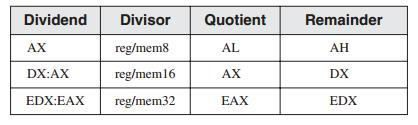 Dividend Divisor Quotient Remainder
AX reg/mem8 AL AH
DX:AX reg/mem16 AX DX
EDX:EAX reg/mem32 EAX EDX